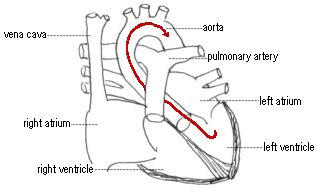 aorta
vena cava
pulmonary artery
left atrium
right atrium
left ventricle
right ventricle